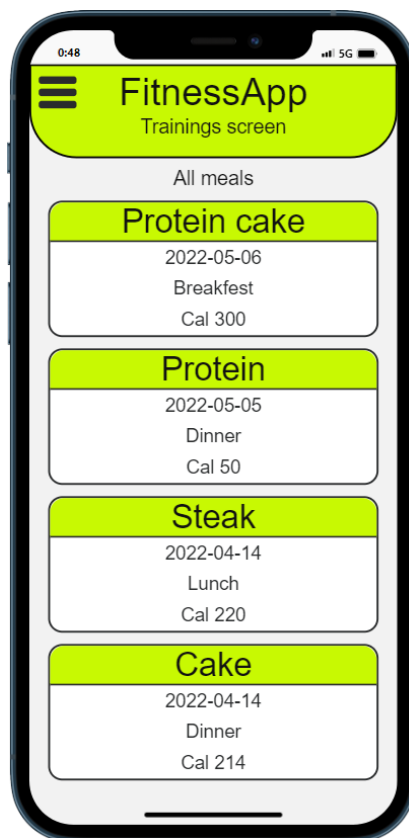 0:48
5G
FitnessApp
Trainings screen
All meals
Protein cake
2022-05-06
Breakfest
Cal 300
Protein
2022-05-05
Dinner
Cal 50
Steak
2022-04-14
Lunch
Cal 220
Cake
2022-04-14
Dinner
Cal 214